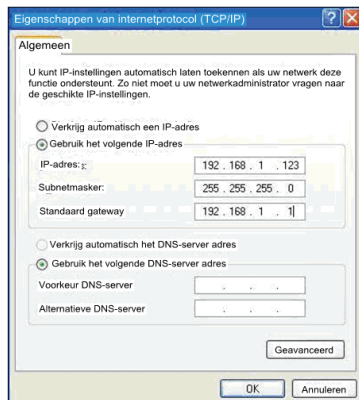 Eigenschappen van internetprotocol (TCP/IP)
Algemeen
U kunt IP-instellingen automatisch laten toekennen als uw netwerk deze
functie ondersteunt. Zo niet moet u uw netwerkadministrator vragen naar
de geschikte IP-instellingen.
Verkrijg automatisch een IP-adres
Gebruik het volgende IP-adres
IP-adres: 192 . 168 . 1 . 123
Subnetmasker: 255 . 255 . 255 . 0
Standaard gateway 192 . 168 . 1 . 1
Verkrijg automatisch het DNS-server adres
Gebruik het volgende DNS-server adres
Voorkeur DNS-server . . .
Alternatieve DNS-server . . .
Geavanceerd
OK Annuleren